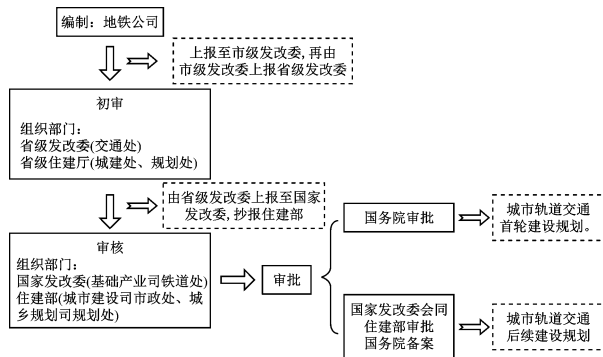 编制：地铁公司
上报至市级发改委,再由
市级发改委上报省级发改委
初审
组织部门：
省级发改委(交通处)
省级住建厅(城建处、规划处)
由省级发改委上报至国家
发改委,抄报住建部
审核
组织部门：
国家发改委(基础产业司铁道处)
住建部(城市建设司市政处、城
乡规划司规划处)
审批
国务院审批
城市轨道交通
首轮建设规划。
国家发改委会同
住建部审批
国务院备案
城市轨道交通
后续建设规划